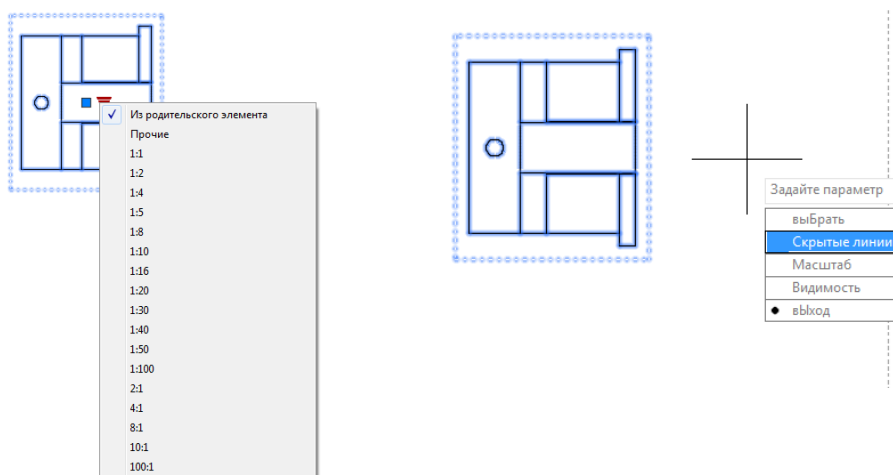 Из родительского элемента
Прочие
1:1
1:2
1:4
1:5
1:8
1:10
1:16
1:20
1:30
1:40
1:50
1:100
2:1
4:1
8:1
10:1
100:1
Задайте параметр
выБрать
Скрытые линии
Масштаб
Видимость
вЫход